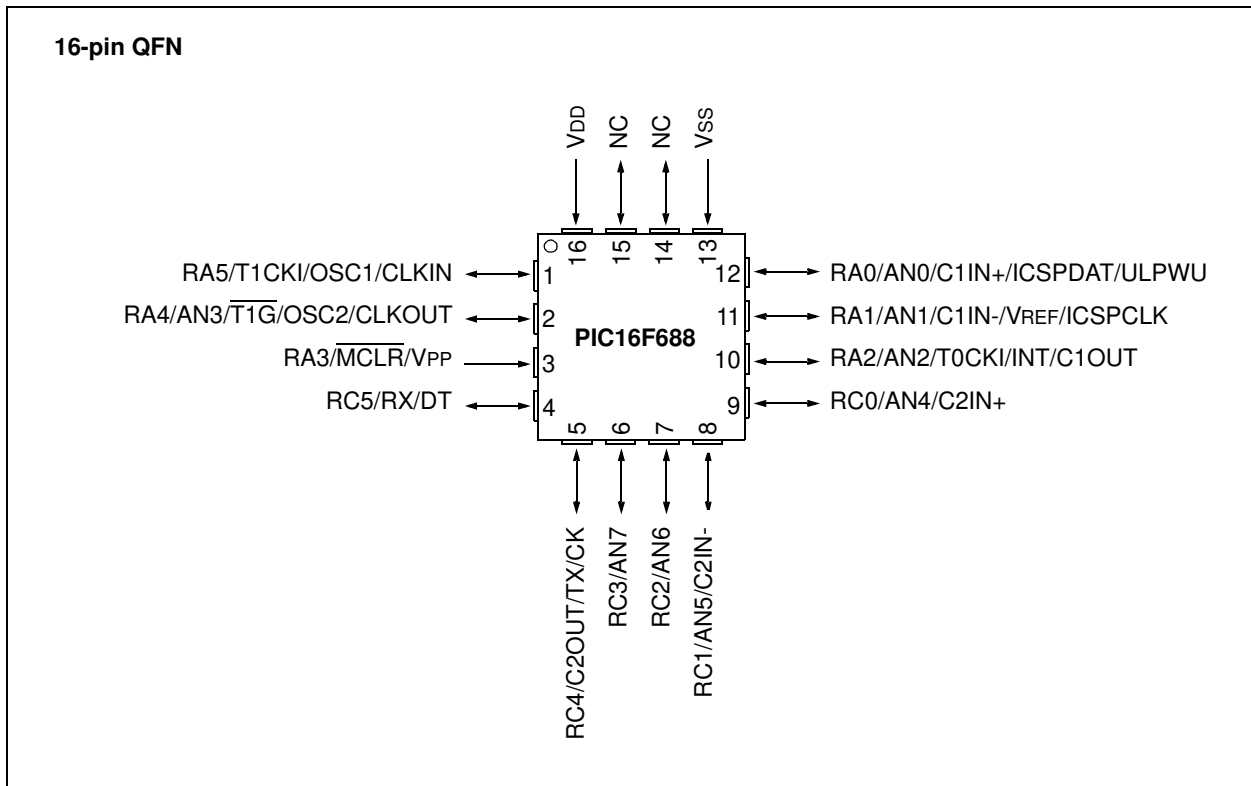 16-pin QFN
VDD
NC
NC
VSS
16
15
14
13
RA5/T1CKI/OSC1/CLKIN
1
RA4/AN3/T1G/OSC2/CLKOUT
2
RA3/MCLR/VPP
3
RC5/RX/DT
4
PIC16F688
12
RA0/AN0/C1IN+/ICSPDAT/ULPWU
11
RA1/AN1/C1IN-/VREF/ICSPCLK
10
RA2/AN2/T0CKI/INT/C1OUT
9
RC0/AN4/C2IN+
5
6
7
8
RC4/C2OUT/TX/CK
RC3/AN7
RC2/AN6
RC1/AN5/C2IN-